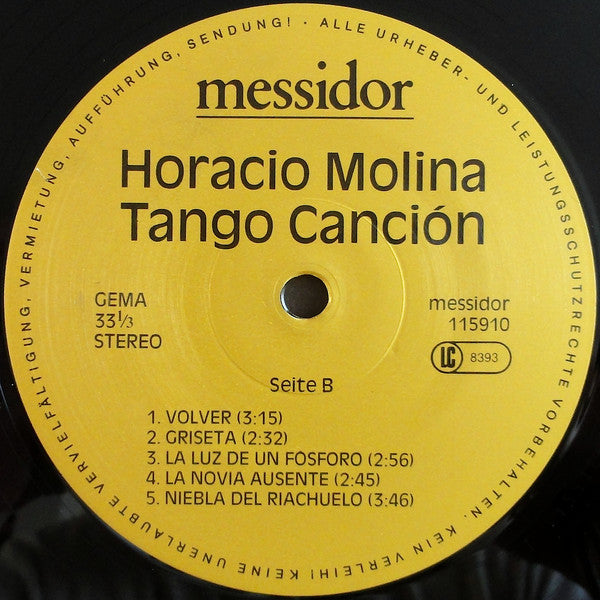 messidor
Horacio Molina
Tango Canción
GEMA
33⅓
STEREO
messidor
115910
LC 8393
Seite B
1. VOLVER (3:15)
2. GRISETA (2:32)
3. LA LUZ DE UN FÓSFORO (2:56)
4. LA NOVIA AUSENTE (2:45)
5. NIEBLA DEL RIACHUELO (3:46)
· ALLE URHEBER- UND LEISTUNGSSCHUTZRECHTE VORBEHALTEN. KEIN VERLEIH! KEINE UNERLAUBTE VERVIELFÄLTIGUNG, VERMIETUNG, AUFFÜHRUNG, SENDUNG!